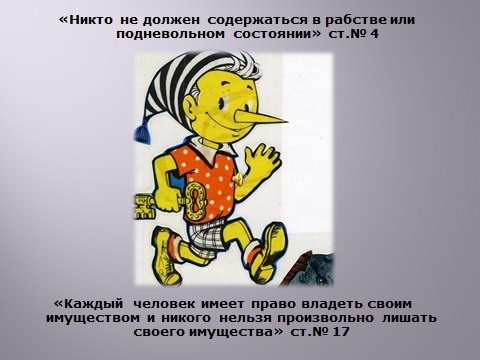 «Никто не должен содержаться в рабстве или
подневольном состоянии» ст.№ 4
«Каждый человек имеет право владеть своим
имуществом и никого нельзя произвольно лишать
своего имущества» ст.№ 17